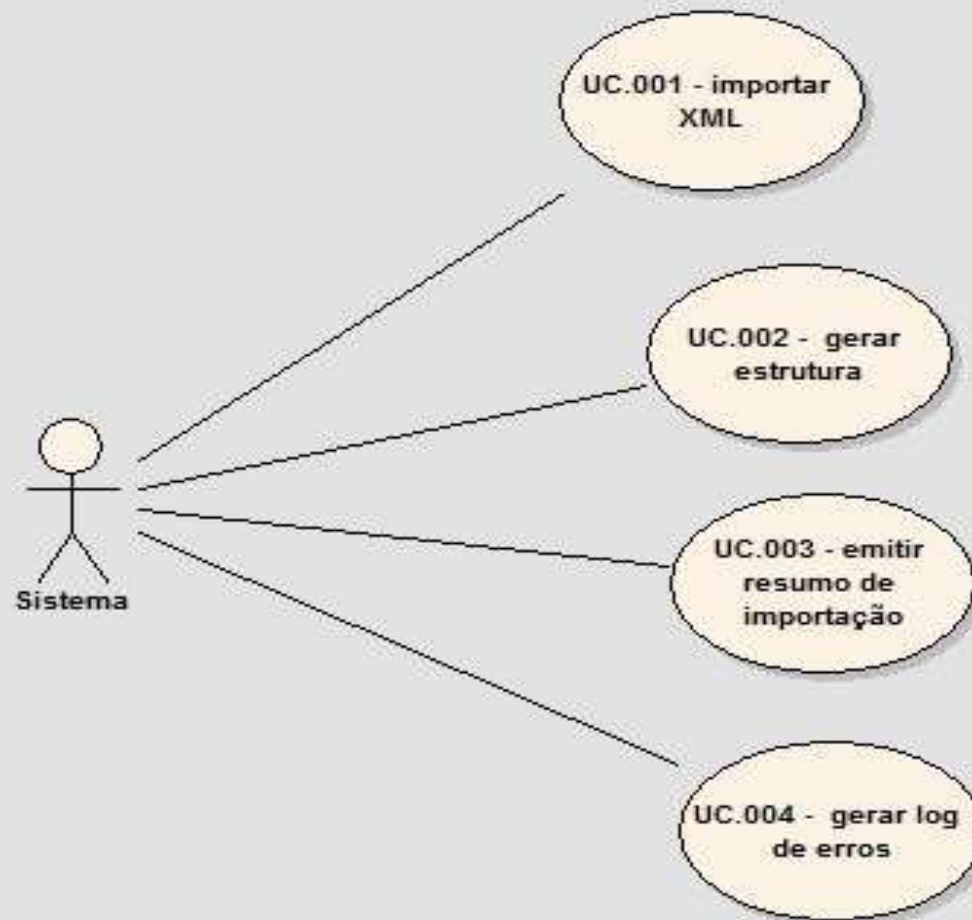 UC.001 - importar
XML
UC.002 - gerar
estrutura
UC.003 - emitir
resumo de
importação
Sistema
UC.004 - gerar log
de erros